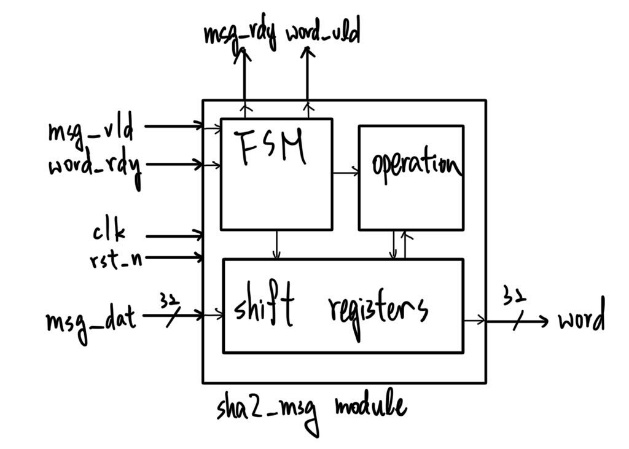 msg_rdy word_vld
msg_vld
word_rdy
FSM
operation
clk
rst_n
msg_dat
32
shift registers
32
word
sha2_msg module